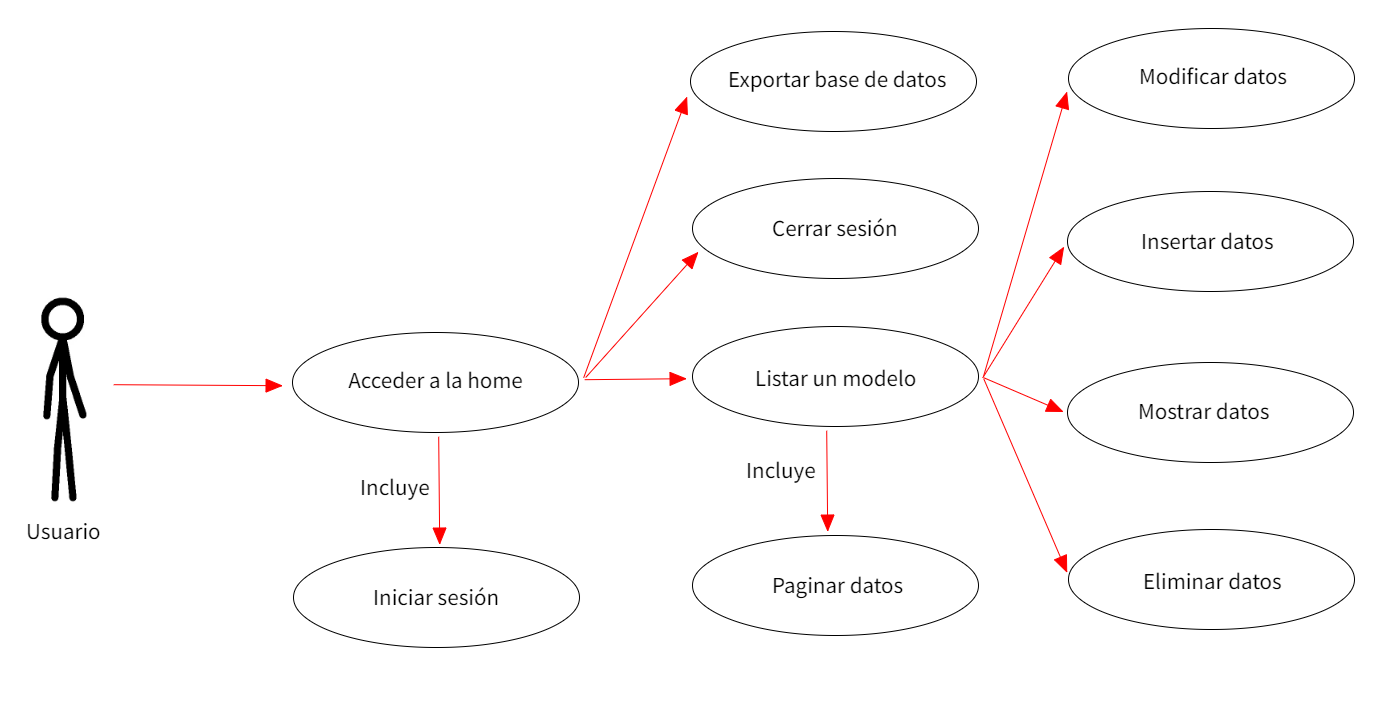 Exportar base de datos
Modificar datos
Cerrar sesión
Insertar datos
Acceder a la home
Listar un modelo
Mostrar datos
Incluye
Incluye
Usuario
Iniciar sesión
Paginar datos
Eliminar datos